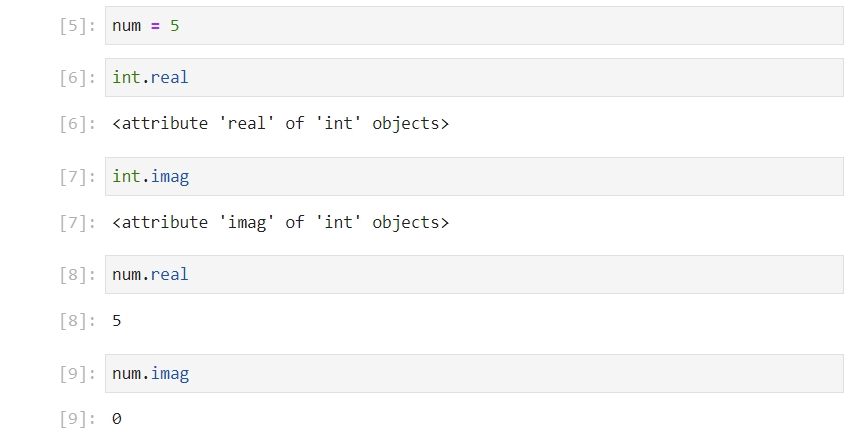 [5]: num = 5
[6]: int.real
[6]: <attribute 'real' of 'int' objects>
[7]: int.imag
[7]: <attribute 'imag' of 'int' objects>
[8]: num.real
[8]: 5
[9]: num.imag
[9]: 0